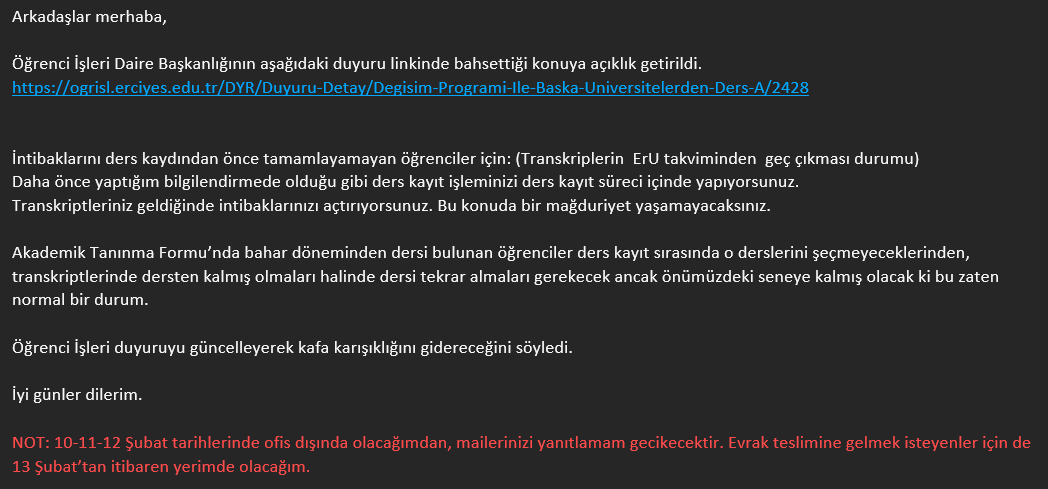 Arkadaşlar merhaba,
Öğrenci İşleri Daire Başkanlığının aşağıdaki duyuru linkinde bahsettiği konuya açıklık getirildi.
https://ogrisl.erciyes.edu.tr/DYR/Duyuru-Detay/Degisim-Programi-Ile-Baska-Universitelerden-Ders-A/2428
İntibaklarını ders kaydından önce tamamlayamayan öğrenciler için: (Transkriplerin  ErU takviminden  geç çıkması durumu)
Daha önce yaptığım bilgilendirmede olduğu gibi ders kayıt işleminizi ders kayıt süreci içinde yapıyorsunuz.
Transkriptleriniz geldiğinde intibaklarınızı açtırıyorsunuz. Bu konuda bir mağduriyet yaşamayacaksınız.
Akademik Tanınma Formu’nda bahar döneminden dersi bulunan öğrenciler ders kayıt sırasında o derslerini seçmeyeceklerinden,
transkriptlerinde dersten kalmış olmaları halinde dersi tekrar almaları gerekecek ancak önümüzdeki seneye kalmış olacak ki bu zaten
normal bir durum.
Öğrenci İşleri duyuruyu güncelleyerek kafa karışıklığını gidereceğini söyledi.
İyi günler dilerim.
NOT: 10-11-12 Şubat tarihlerinde ofis dışında olacağımdan, mailerinizi yanıtlamam gecikecektir. Evrak teslimine gelmek isteyenler için de
13 Şubat’tan itibaren yerimde olacağım.